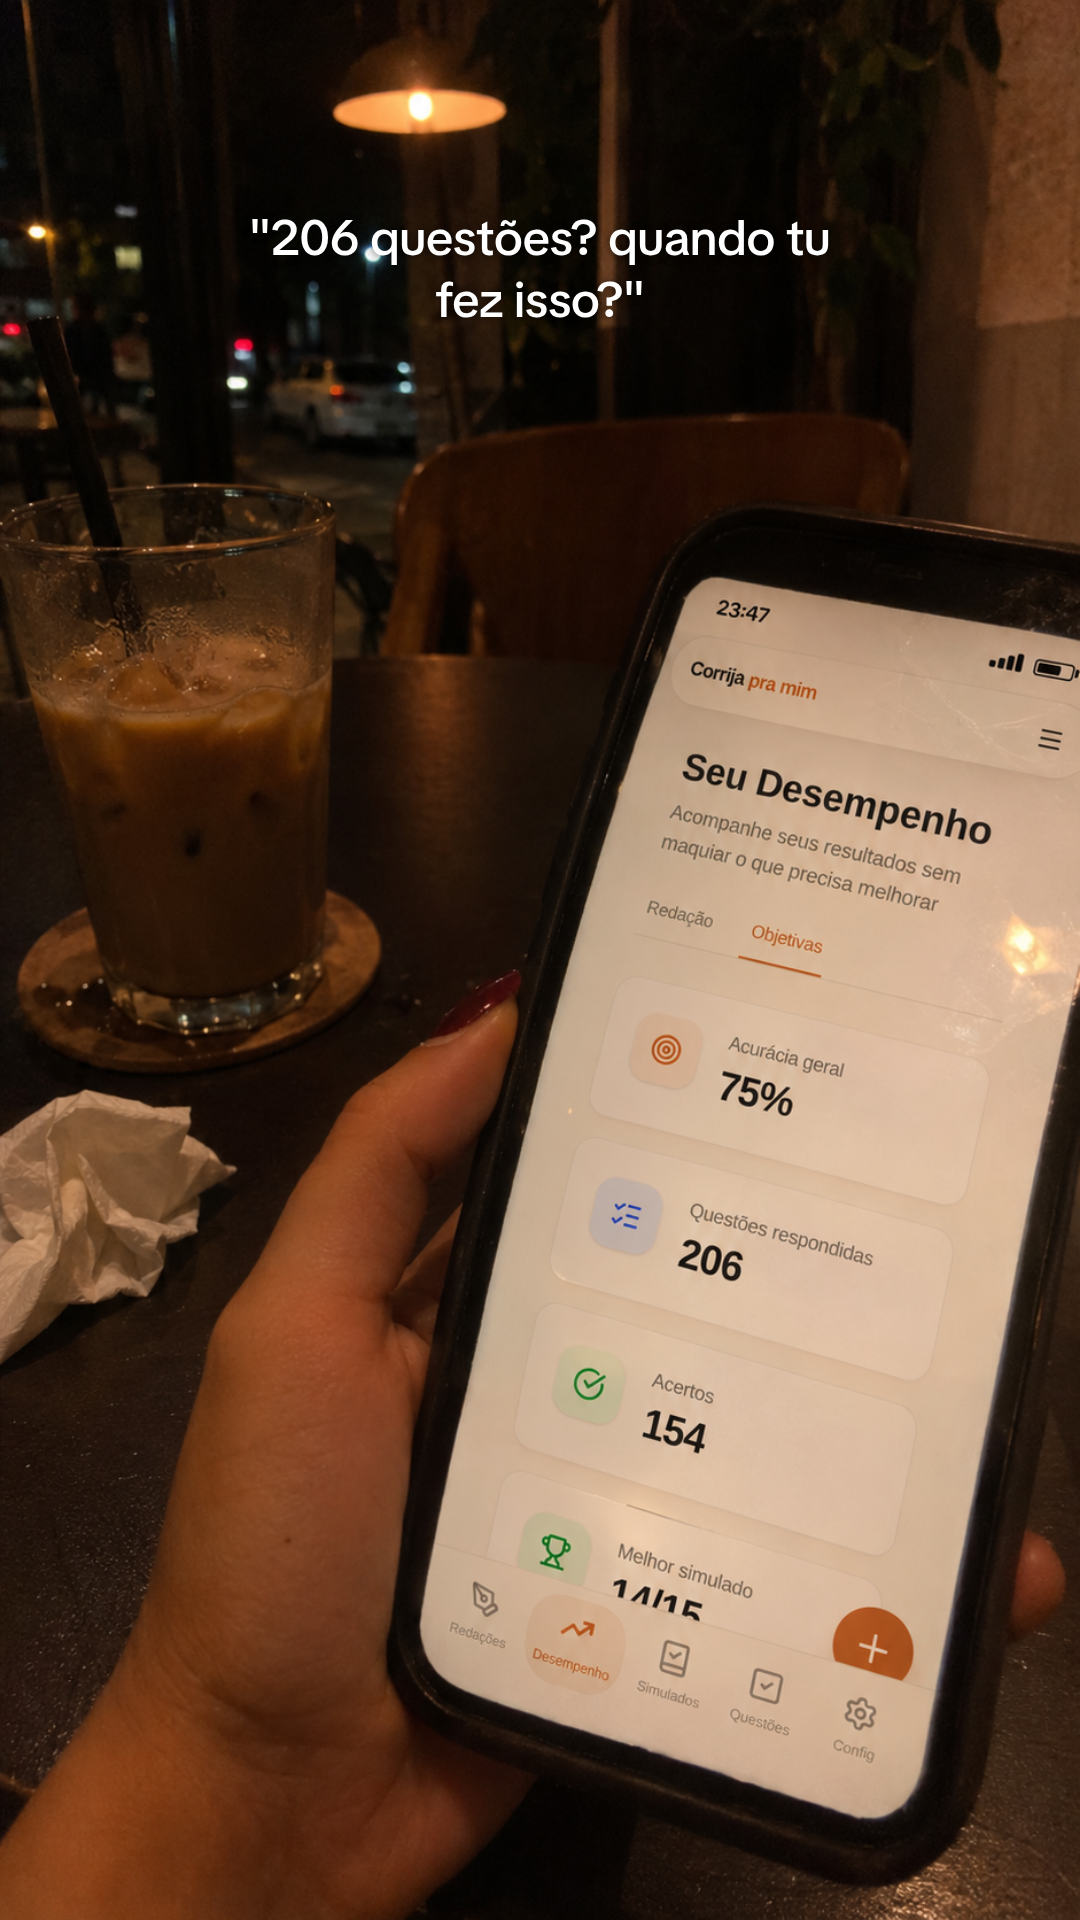 "206 questões? quando tu
fez isso?"
23:47
Corrija pra mim
Seu Desempenho
Acompanhe seus resultados sem
maquiar o que precisa melhorar
Redação
Objetivas
Acurácia geral
75%
Questões respondidas
206
Acertos
154
Melhor simulado
14/15
Redações
Desempenho
Simulados
Questões
Config